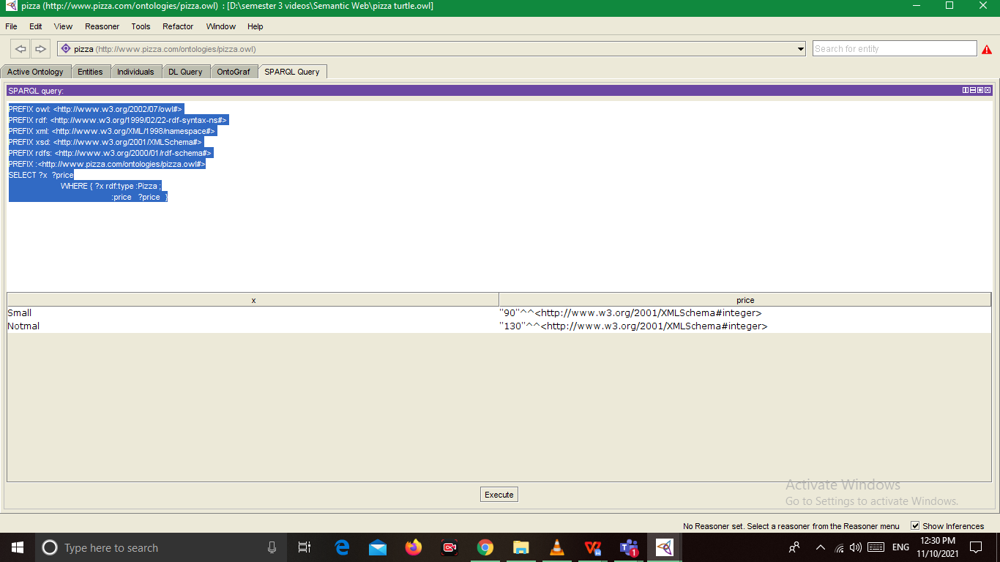 pizza (http://www.pizza.com/ontologies/pizza.owl) : [D:\semester 3 videos\Semantic Web\pizza turtle.owl]
File Edit View Reasoner Tools Refactor Window Help
pizza (http://www.pizza.com/ontologies/pizza.owl) Search for entity
Active Ontology Entities Individuals DL Query OntoGraf SPARQL Query
SPARQL query:
PREFIX owl: <http://www.w3.org/2002/07/owl#>
PREFIX rdf: <http://www.w3.org/1999/02/22-rdf-syntax-ns#>
PREFIX xml: <http://www.w3.org/XML/1998/namespace#>
PREFIX xsd: <http://www.w3.org/2001/XMLSchema#>
PREFIX rdfs: <http://www.w3.org/2000/01/rdf-schema#>
PREFIX :<http://www.pizza.com/ontologies/pizza.owl#>
SELECT ?x ?price
WHERE { ?x rdf:type :Pizza ;
:price ?price }
x price
Small "90"^^<http://www.w3.org/2001/XMLSchema#integer>
Notmal "130"^^<http://www.w3.org/2001/XMLSchema#integer>
Execute
Activate Windows
Go to Settings to activate Windows.
No Reasoner set. Select a reasoner from the Reasoner menu Show Inferences
Type here to search ENG 12:30 PM
11/10/2021